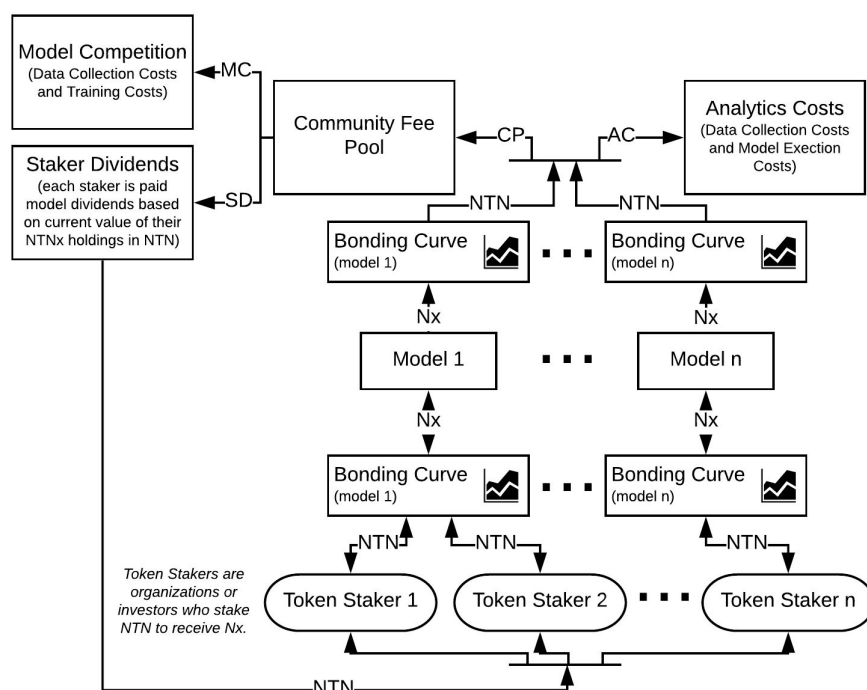 Model Competition
(Data Collection Costs
and Training Costs)
MC
Community Fee
Pool
CP
AC
Analytics Costs
(Data Collection Costs
and Model Exection
Costs)
Staker Dividends
(each staker is paid
model dividends based
on current value of their
NTNx holdings in NTN)
SD
NTN
NTN
Bonding Curve
(model 1)
Bonding Curve
(model n)
Nx
Nx
Model 1
Model n
Nx
Nx
Bonding Curve
(model 1)
Bonding Curve
(model n)
NTN
NTN
NTN
Token Stakers are
organizations or
investors who stake
NTN to receive Nx.
Token Staker 1
Token Staker 2
Token Staker n
NTN